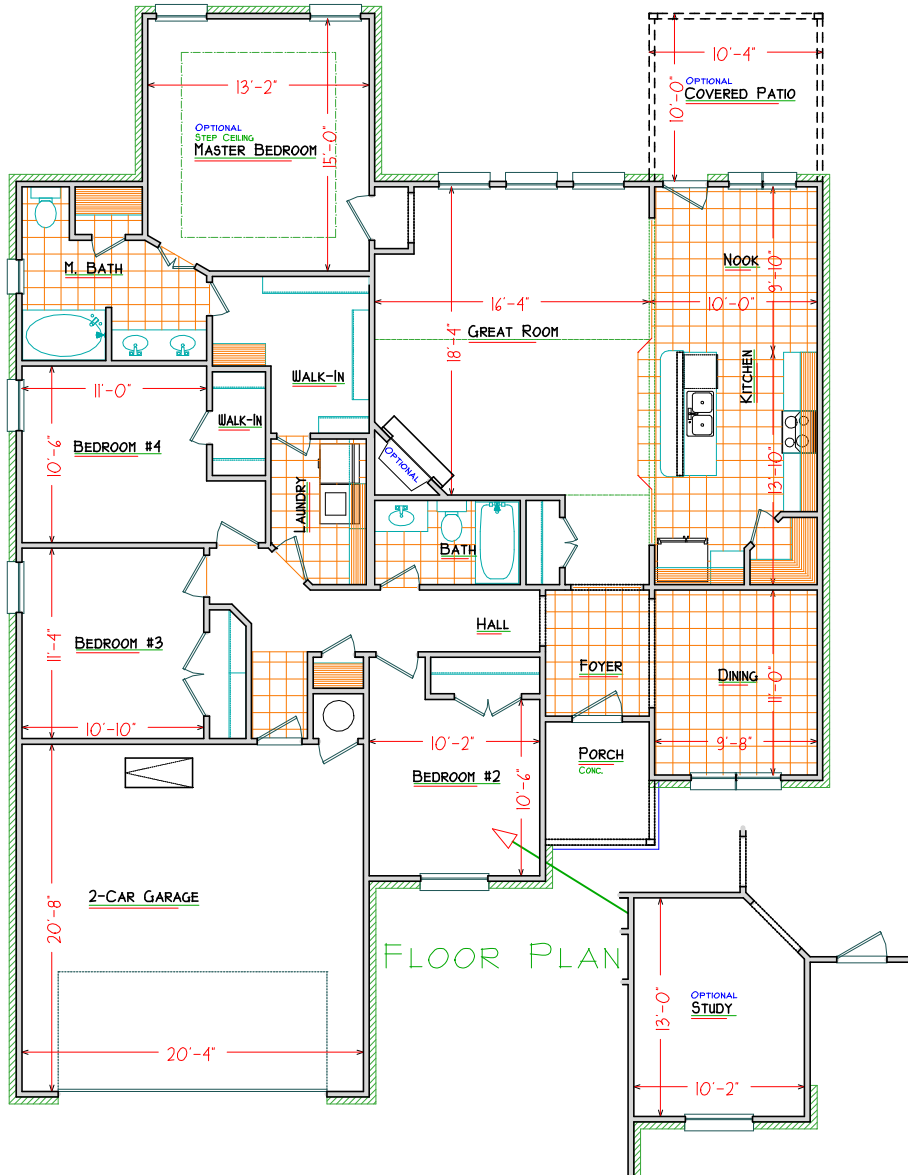 10'-4"
OPTIONAL
COVERED PATIO
10'-0"
13'-2"
OPTIONAL
STEP CEILING
MASTER BEDROOM
15'-0"
M. BATH
NOOK
9'-10"
16'-4"
10'-0"
GREAT ROOM
18'-4"
KITCHEN
WALK-IN
11'-0"
WALK-IN
BEDROOM #4
10'-6"
OPTIONAL
LAUNDRY
13'-10"
BATH
HALL
BEDROOM #3
11'-4"
10'-10"
FOYER
DINING
11'-0"
9'-8"
10'-2"
PORCH
CONC.
BEDROOM #2
10'-6"
2-CAR GARAGE
20'-8"
20'-4"
FLOOR PLAN
OPTIONAL
STUDY
13'-0"
10'-2"